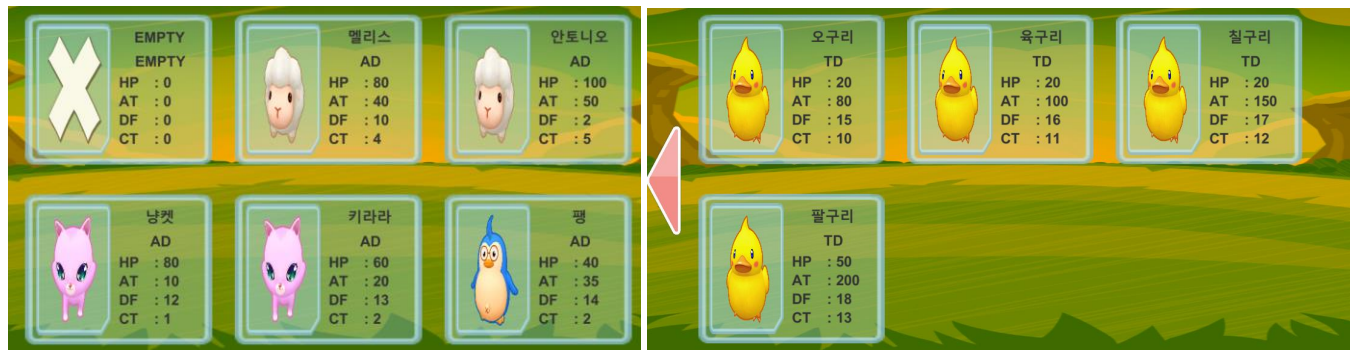 EMPTY
EMPTY
HP : 0
AT : 0
DF : 0
CT : 0
멜리스
AD
HP : 80
AT : 40
DF : 10
CT : 4
안토니오
AD
HP : 100
AT : 50
DF : 2
CT : 5
냥켓
AD
HP : 80
AT : 10
DF : 12
CT : 1
키라라
AD
HP : 60
AT : 20
DF : 13
CT : 2
팽
AD
HP : 40
AT : 35
DF : 14
CT : 2
오구리
TD
HP : 20
AT : 80
DF : 15
CT : 10
육구리
TD
HP : 20
AT : 100
DF : 16
CT : 11
칠구리
TD
HP : 20
AT : 150
DF : 17
CT : 12
팔구리
TD
HP : 50
AT : 200
DF : 18
CT : 13